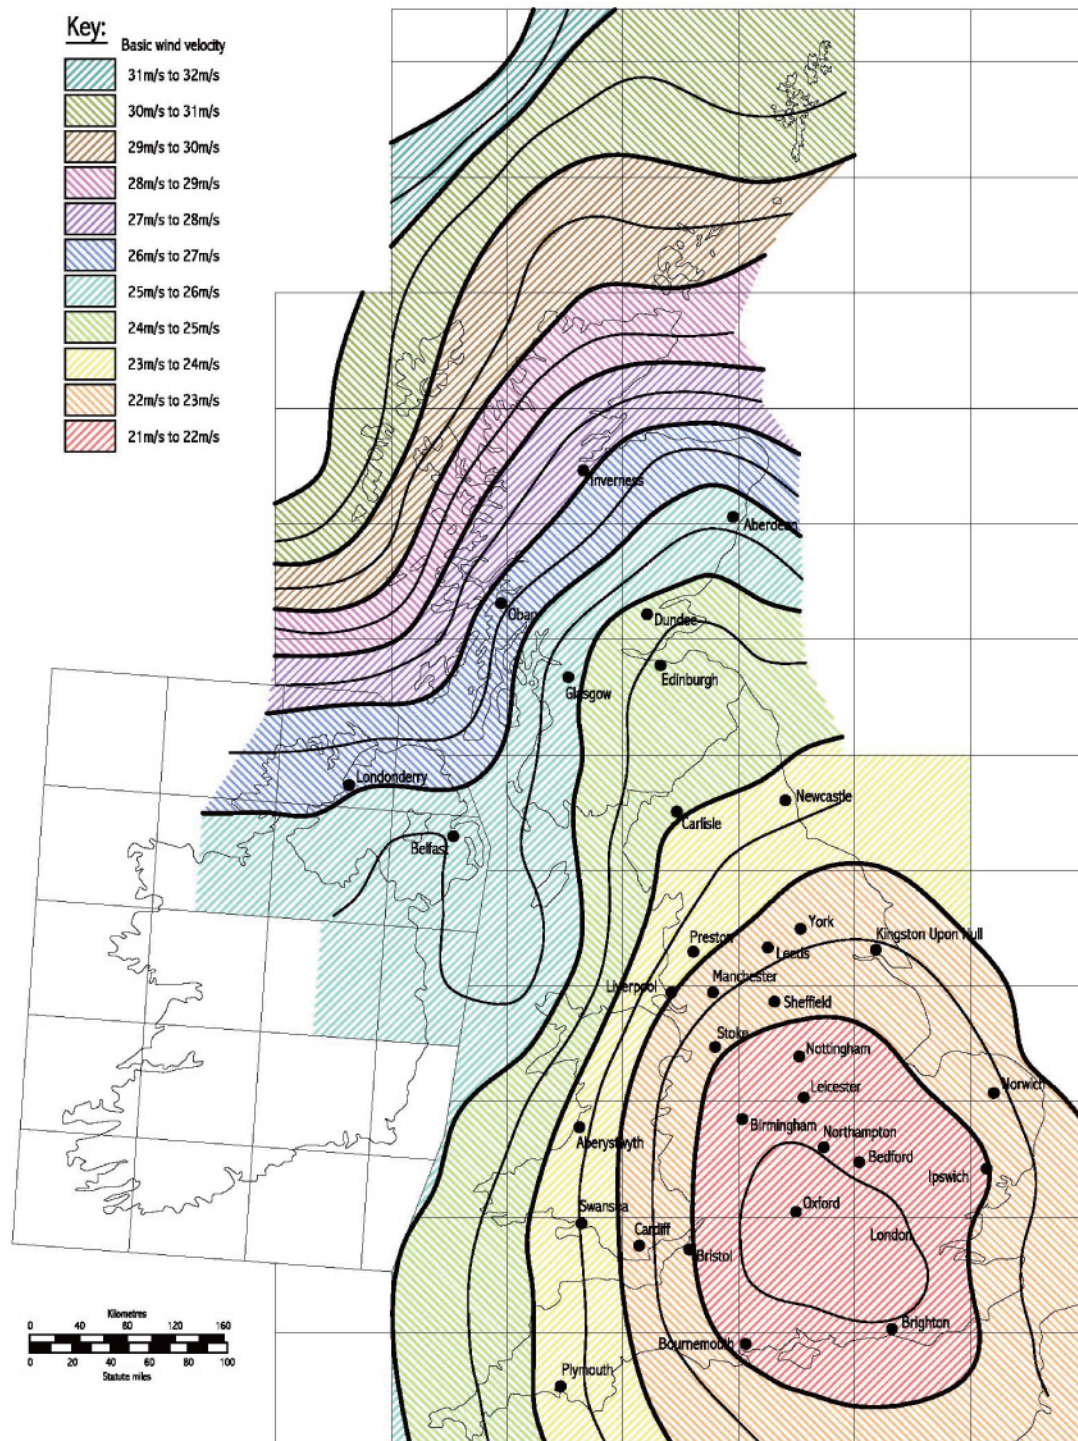 Key:
Basic wind velocity
31m/s to 32m/s
30m/s to 31m/s
29m/s to 30m/s
28m/s to 29m/s
27m/s to 28m/s
26m/s to 27m/s
25m/s to 26m/s
24m/s to 25m/s
23m/s to 24m/s
22m/s to 23m/s
21m/s to 22m/s
Inverness
Aberdeen
Oban
Dundee
Edinburgh
Glasgow
Londonderry
Newcastle
Carlisle
Belfast
York
Kingston Upon Hull
Preston
Leeds
Manchester
Liverpool
Sheffield
Stoke
Nottingham
Norwich
Leicester
Birmingham
Aberystwyth
Northampton
Bedford
Ipswich
Swansea
Oxford
London
Cardiff
Bristol
Brighton
Bournemouth
Plymouth
Kilometres
0 40 80 120 160
0 20 40 60 80 100
Statute miles